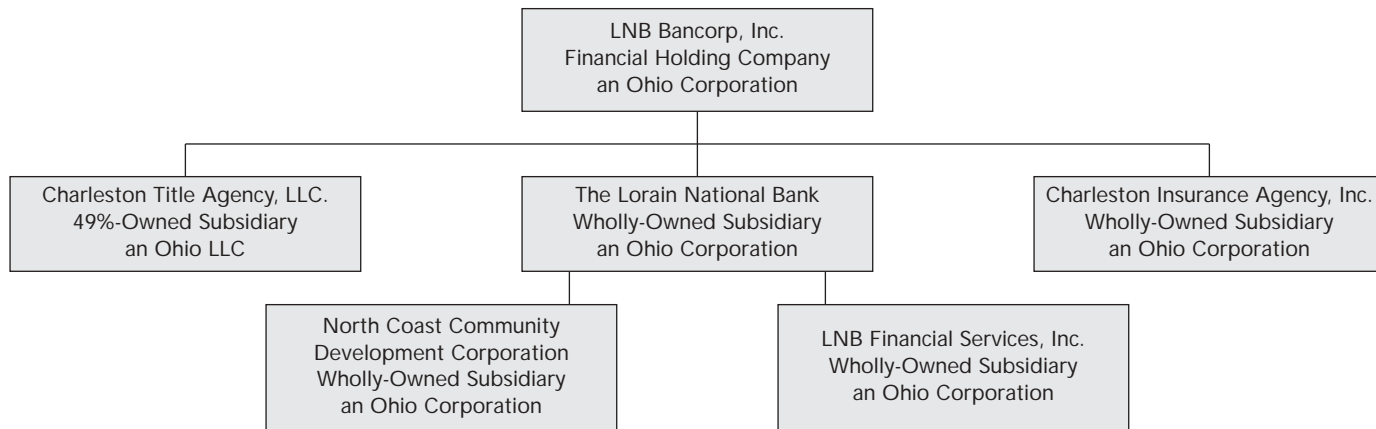 LNB Bancorp, Inc.
Financial Holding Company
an Ohio Corporation
Charleston Title Agency, LLC.
49%-Owned Subsidiary
an Ohio LLC
The Lorain National Bank
Wholly-Owned Subsidiary
an Ohio Corporation
Charleston Insurance Agency, Inc.
Wholly-Owned Subsidiary
an Ohio Corporation
North Coast Community
Development Corporation
Wholly-Owned Subsidiary
an Ohio Corporation
LNB Financial Services, Inc.
Wholly-Owned Subsidiary
an Ohio Corporation